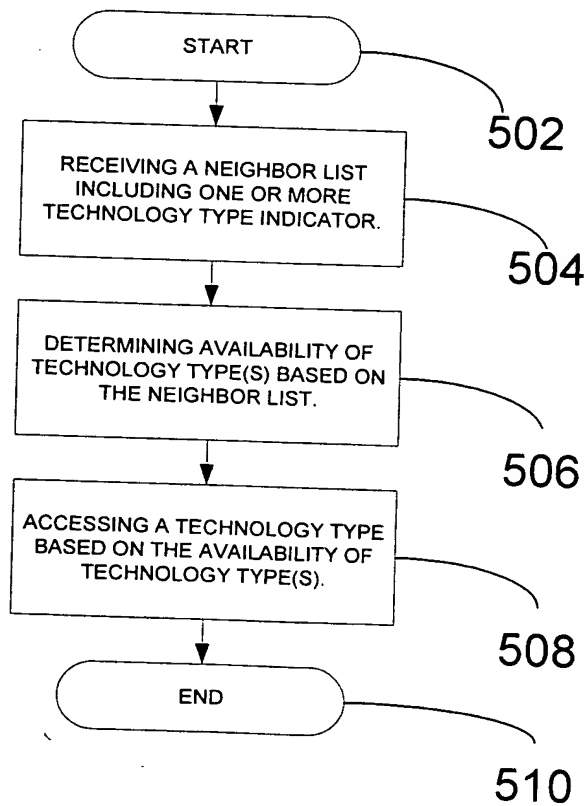 START
502
RECEIVING A NEIGHBOR LIST
INCLUDING ONE OR MORE
TECHNOLOGY TYPE INDICATOR.
504
DETERMINING AVAILABILITY OF
TECHNOLOGY TYPE(S) BASED ON
THE NEIGHBOR LIST.
506
ACCESSING A TECHNOLOGY TYPE
BASED ON THE AVAILABILITY OF
TECHNOLOGY TYPE(S).
508
END
510